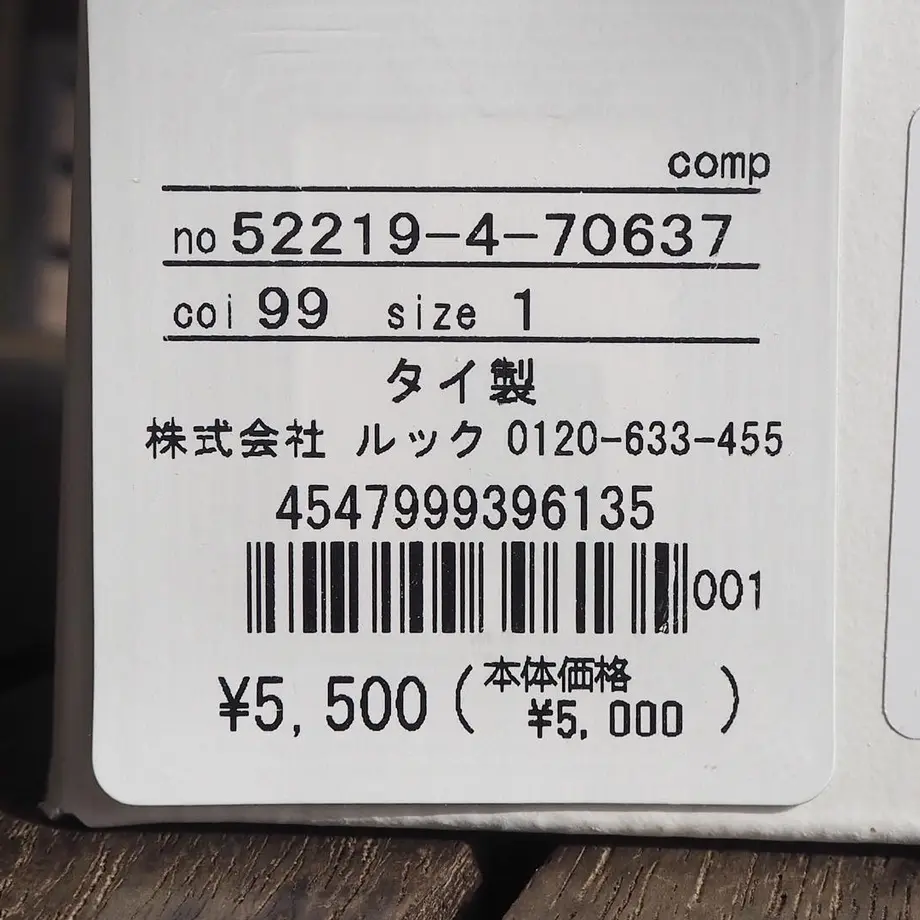 comp
no 52219-4-70637
col 99 size 1
タイ製
株式会社 ルック 0120-633-455
4547999396135
001
¥5,500(本体価格 ¥5,000)